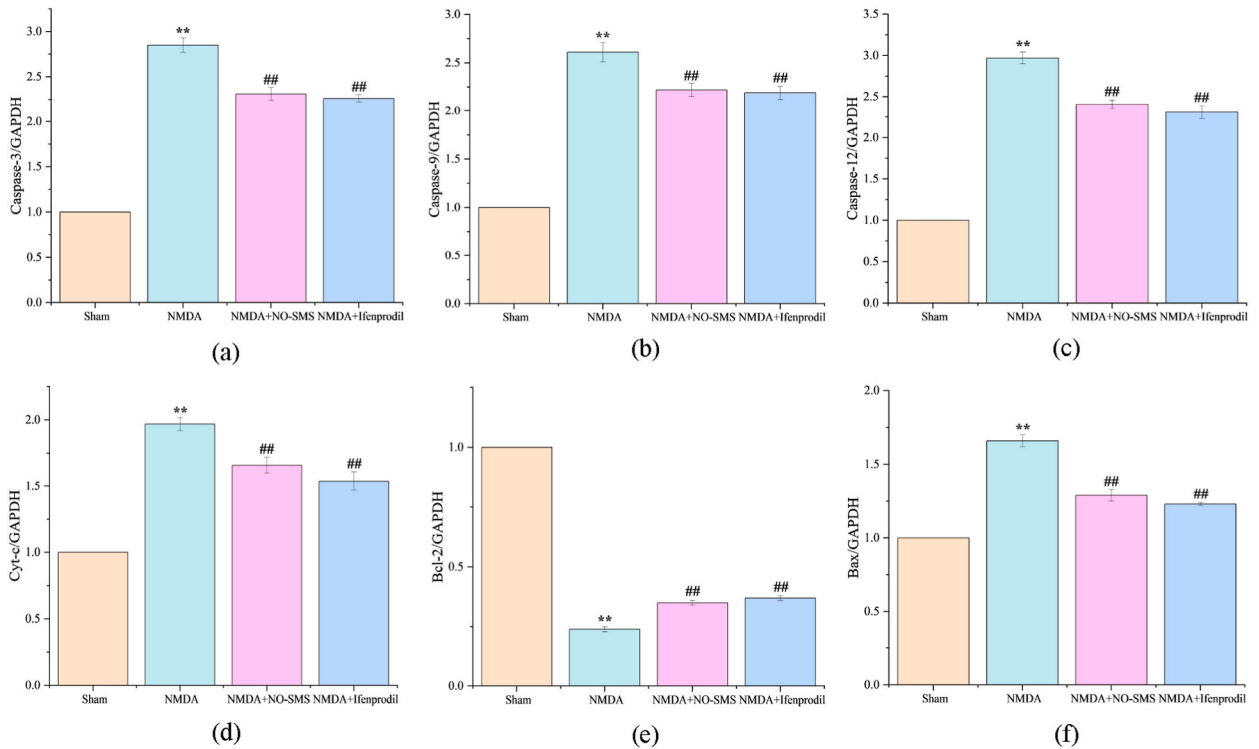 3.0
2.5
2.0
1.5
1.0
0.5
0.0
Caspase-3/GAPDH
**
##
##
Sham
NMDA
NMDA+NO-SMS
NMDA+Ifenprodil
(a)
3.0
2.5
2.0
1.5
1.0
0.5
0.0
Caspase-9/GAPDH
**
##
##
Sham
NMDA
NMDA+NO-SMS
NMDA+Ifenprodil
(b)
3.5
3.0
2.5
2.0
1.5
1.0
0.5
0.0
Caspase-12/GAPDH
**
##
##
Sham
NMDA
NMDA+NO-SMS
NMDA+Ifenprodil
(c)
2.0
1.5
1.0
0.5
0.0
Cyt-c/GAPDH
**
##
##
Sham
NMDA
NMDA+NO-SMS
NMDA+Ifenprodil
(d)
1.0
0.5
0.0
Bcl-2/GAPDH
**
##
##
Sham
NMDA
NMDA+NO-SMS
NMDA+Ifenprodil
(e)
2.0
1.5
1.0
0.5
0.0
Bax/GAPDH
**
##
##
Sham
NMDA
NMDA+NO-SMS
NMDA+Ifenprodil
(f)